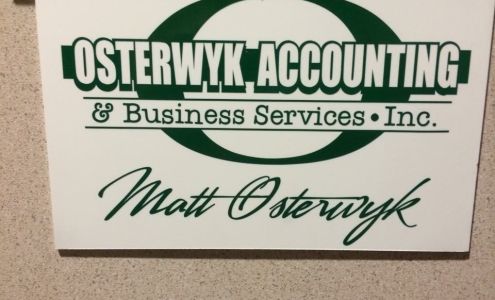 OSTERWYK ACCOUNTING
& Business Services • Inc.
Matt Osterwyk